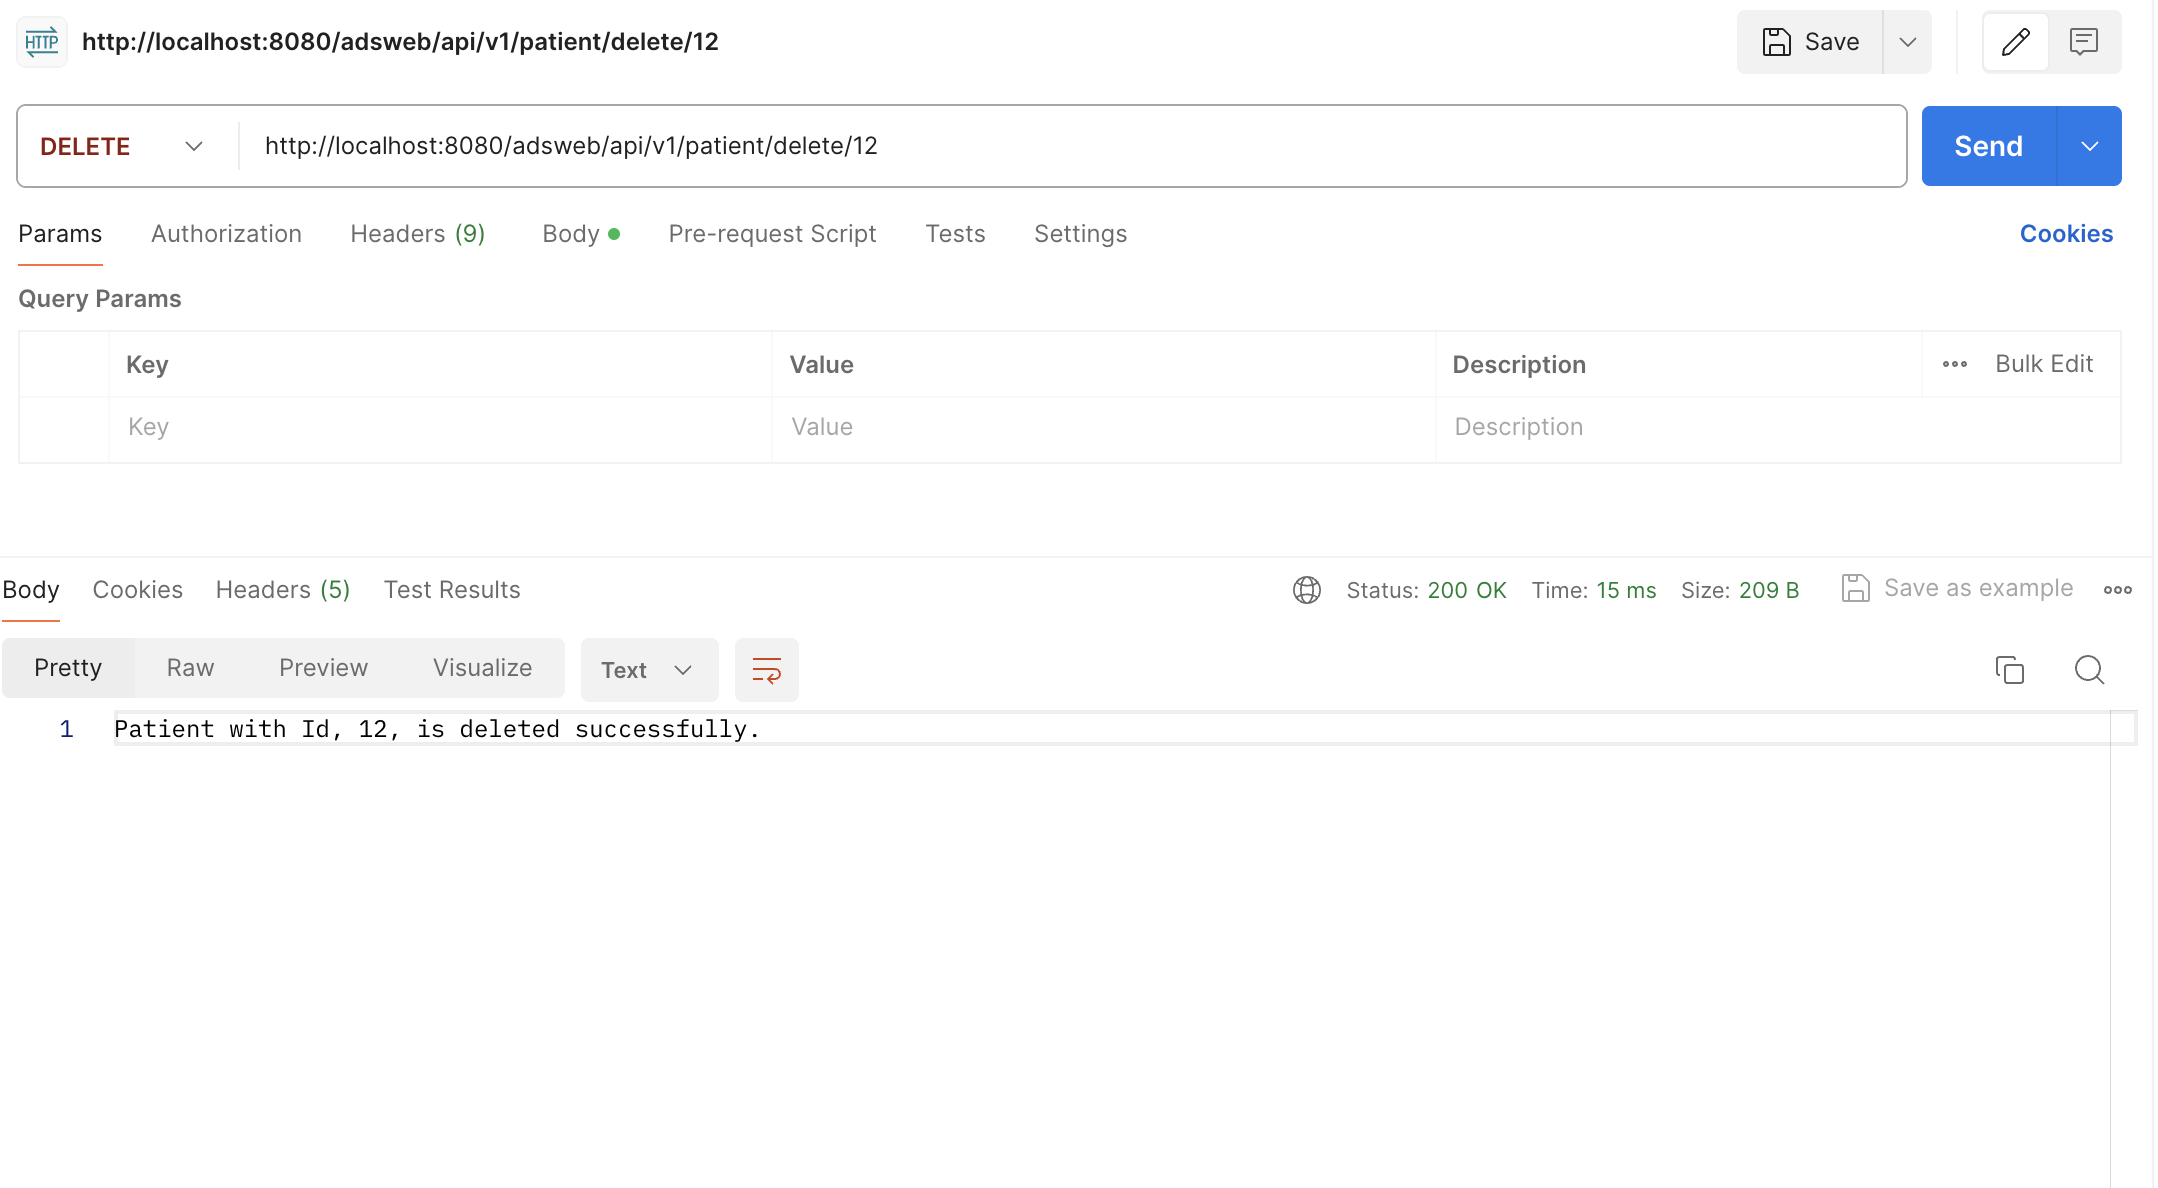 HTTP http://localhost:8080/adsweb/api/v1/patient/delete/12 Save
DELETE http://localhost:8080/adsweb/api/v1/patient/delete/12 Send
Params Authorization Headers (9) Body Pre-request Script Tests Settings Cookies
Query Params
Key Value Description Bulk Edit
Key Value Description
Body Cookies Headers (5) Test Results Status: 200 OK Time: 15 ms Size: 209 B Save as example
Pretty Raw Preview Visualize Text
1 Patient with Id, 12, is deleted successfully.